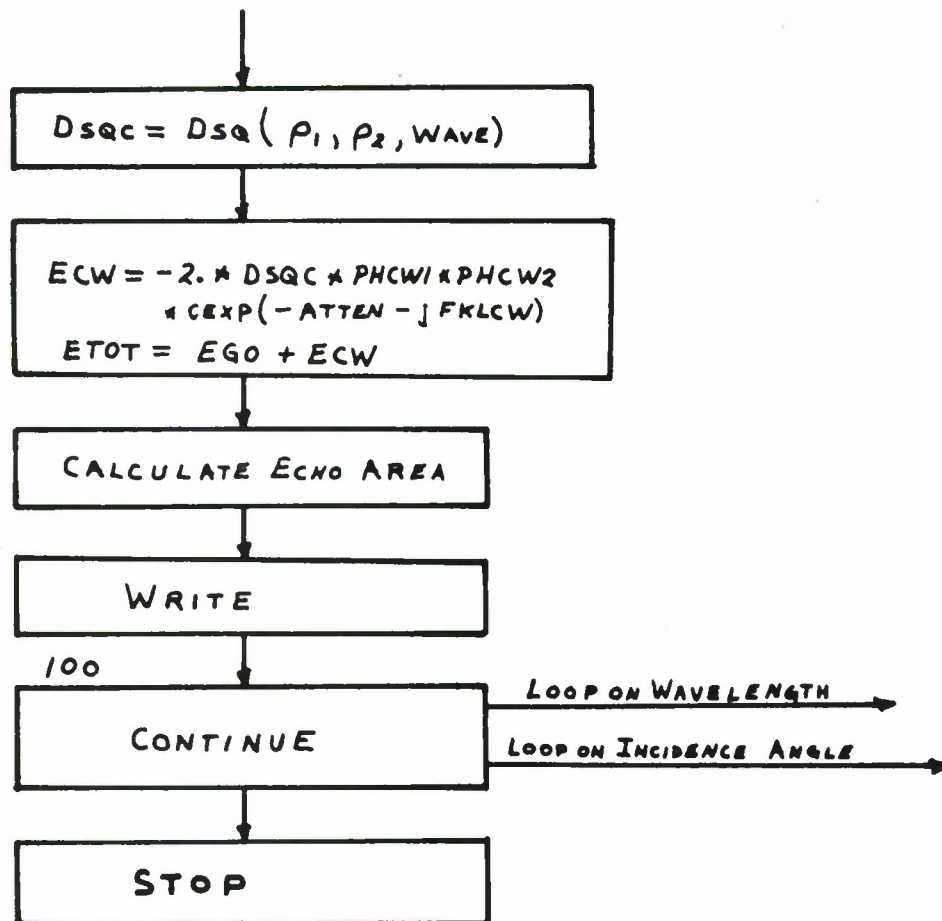 DSQC = DSQ ( ρ1, ρ2, WAVE)
ECW = -2. * DSQC * PHCW1 * PHCW2
* CEXP(-ATTEN - j FKLCW)
ETOT = EGO + ECW
CALCULATE ECHO AREA
WRITE
100
CONTINUE
LOOP ON WAVELENGTH
LOOP ON INCIDENCE ANGLE
STOP